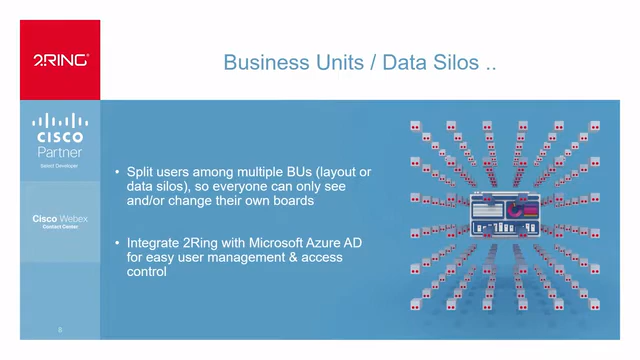 2RING
Business Units / Data Silos ..
CISCO
Partner
Select Developer
Cisco Webex
Contact Center
• Split users among multiple BUs (layout or
data silos), so everyone can only see
and/or change their own boards
• Integrate 2Ring with Microsoft Azure AD
for easy user management & access
control